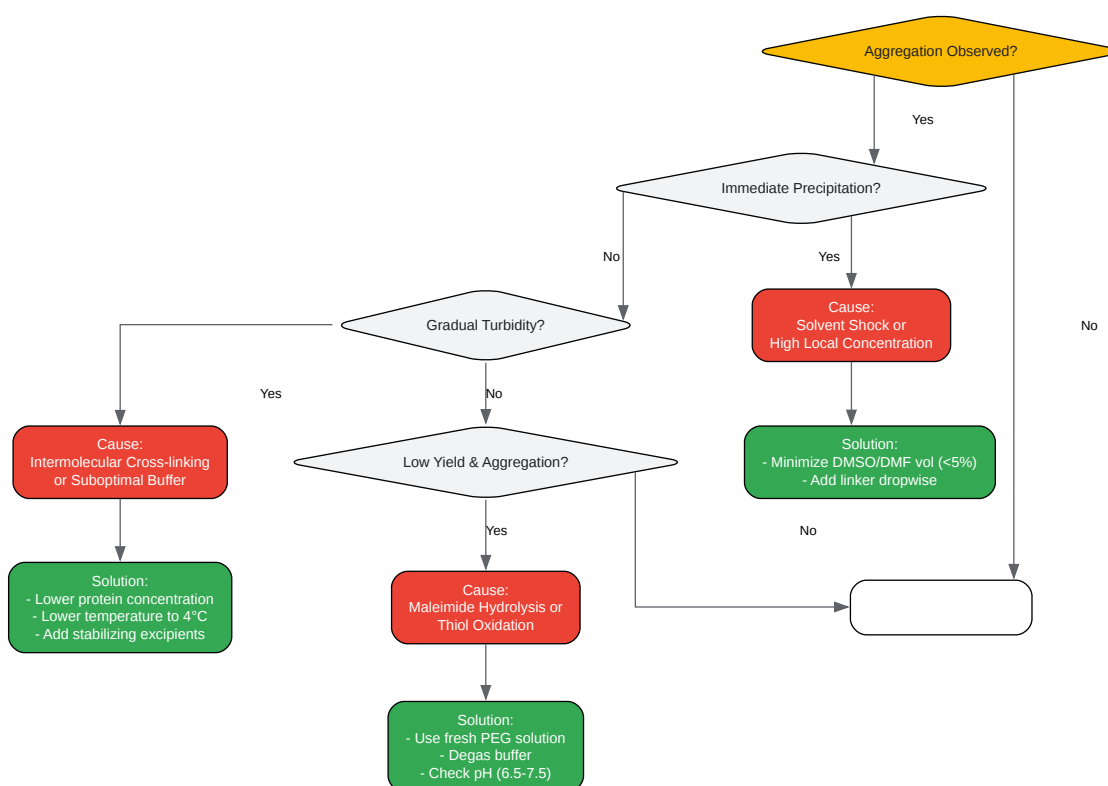 Aggregation Observed?
Yes
Immediate Precipitation?
No
Yes
Gradual Turbidity?
Cause:
Solvent Shock or
High Local Concentration
No
Yes
No
Cause:
Intermolecular Cross-linking
or Suboptimal Buffer
Low Yield & Aggregation?
Solution:
- Minimize DMSO/DMF vol (<5%)
- Add linker dropwise
Yes
No
Solution:
- Lower protein concentration
- Lower temperature to 4°C
- Add stabilizing excipients
Cause:
Maleimide Hydrolysis or
Thiol Oxidation
Solution:
- Use fresh PEG solution
- Degas buffer
- Check pH (6.5-7.5)